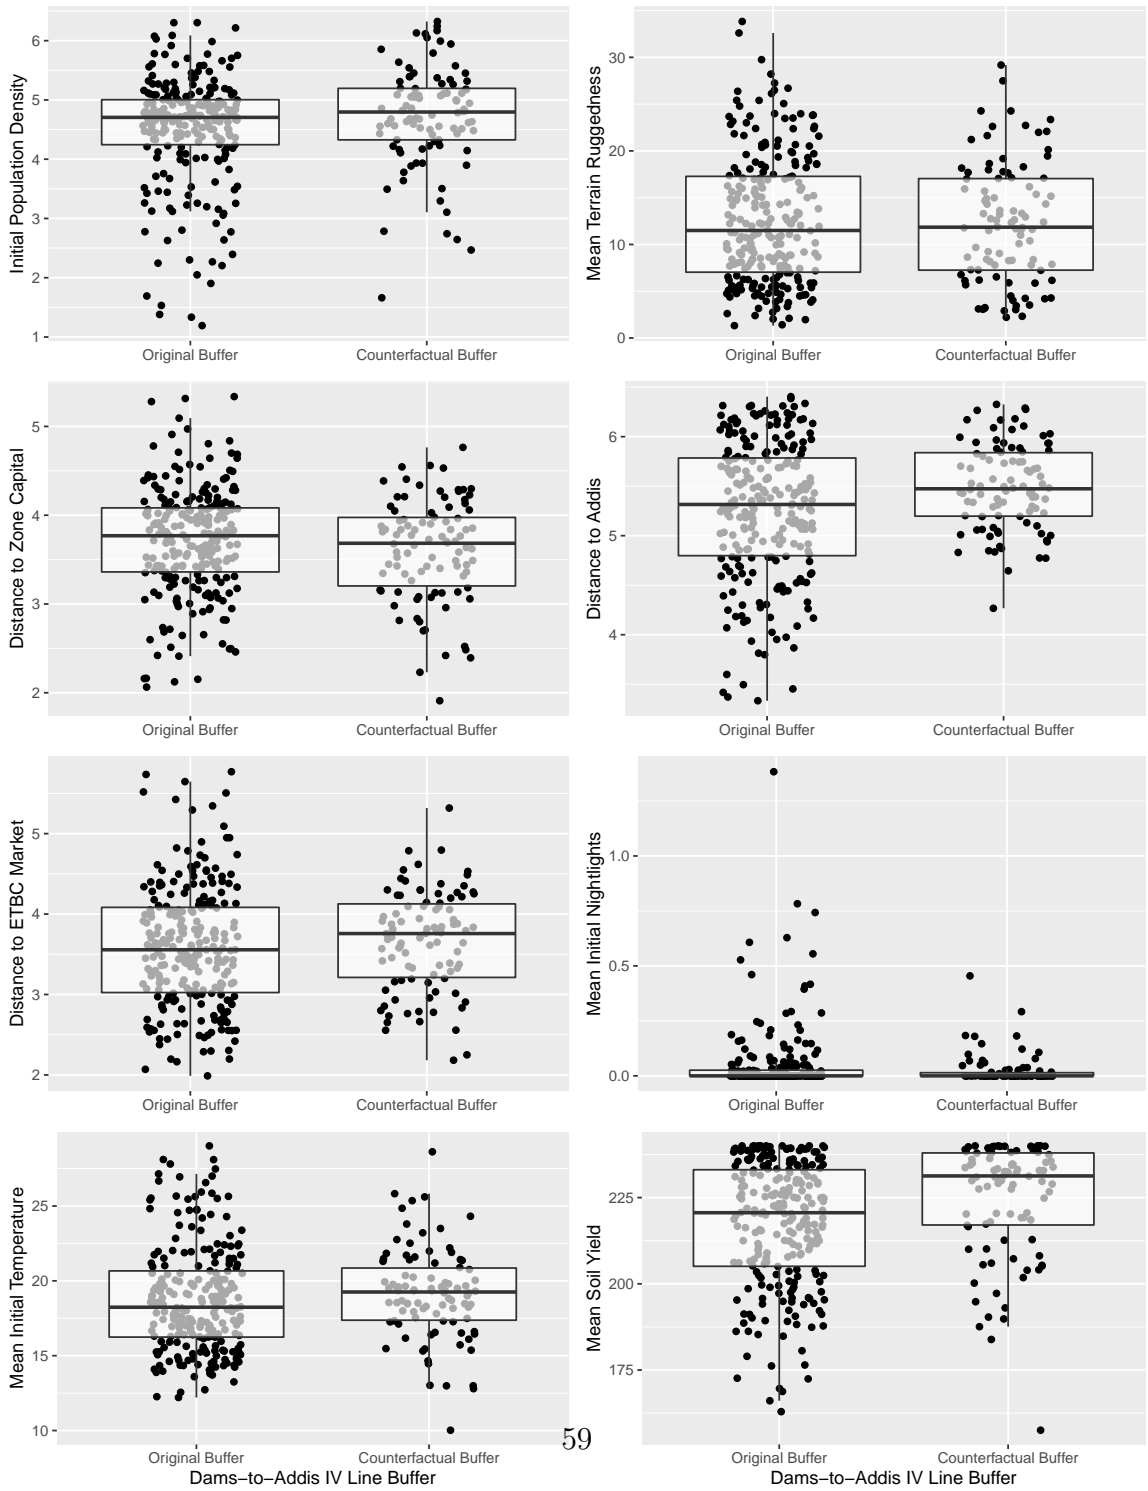 Initial Population Density
6
5
4
3
2
1
Original Buffer
Counterfactual Buffer
Mean Terrain Ruggedness
30
20
10
0
Original Buffer
Counterfactual Buffer
Distance to Zone Capital
5
4
3
2
Original Buffer
Counterfactual Buffer
Distance to Addis
6
5
4
Original Buffer
Counterfactual Buffer
Distance to ETBC Market
5
4
3
2
Original Buffer
Counterfactual Buffer
Mean Initial Nightlights
1.0
0.5
0.0
Original Buffer
Counterfactual Buffer
Mean Initial Temperature
25
20
15
10
Original Buffer
Counterfactual Buffer
Dams−to−Addis IV Line Buffer
Mean Soil Yield
225
200
175
Original Buffer
Counterfactual Buffer
Dams−to−Addis IV Line Buffer
59